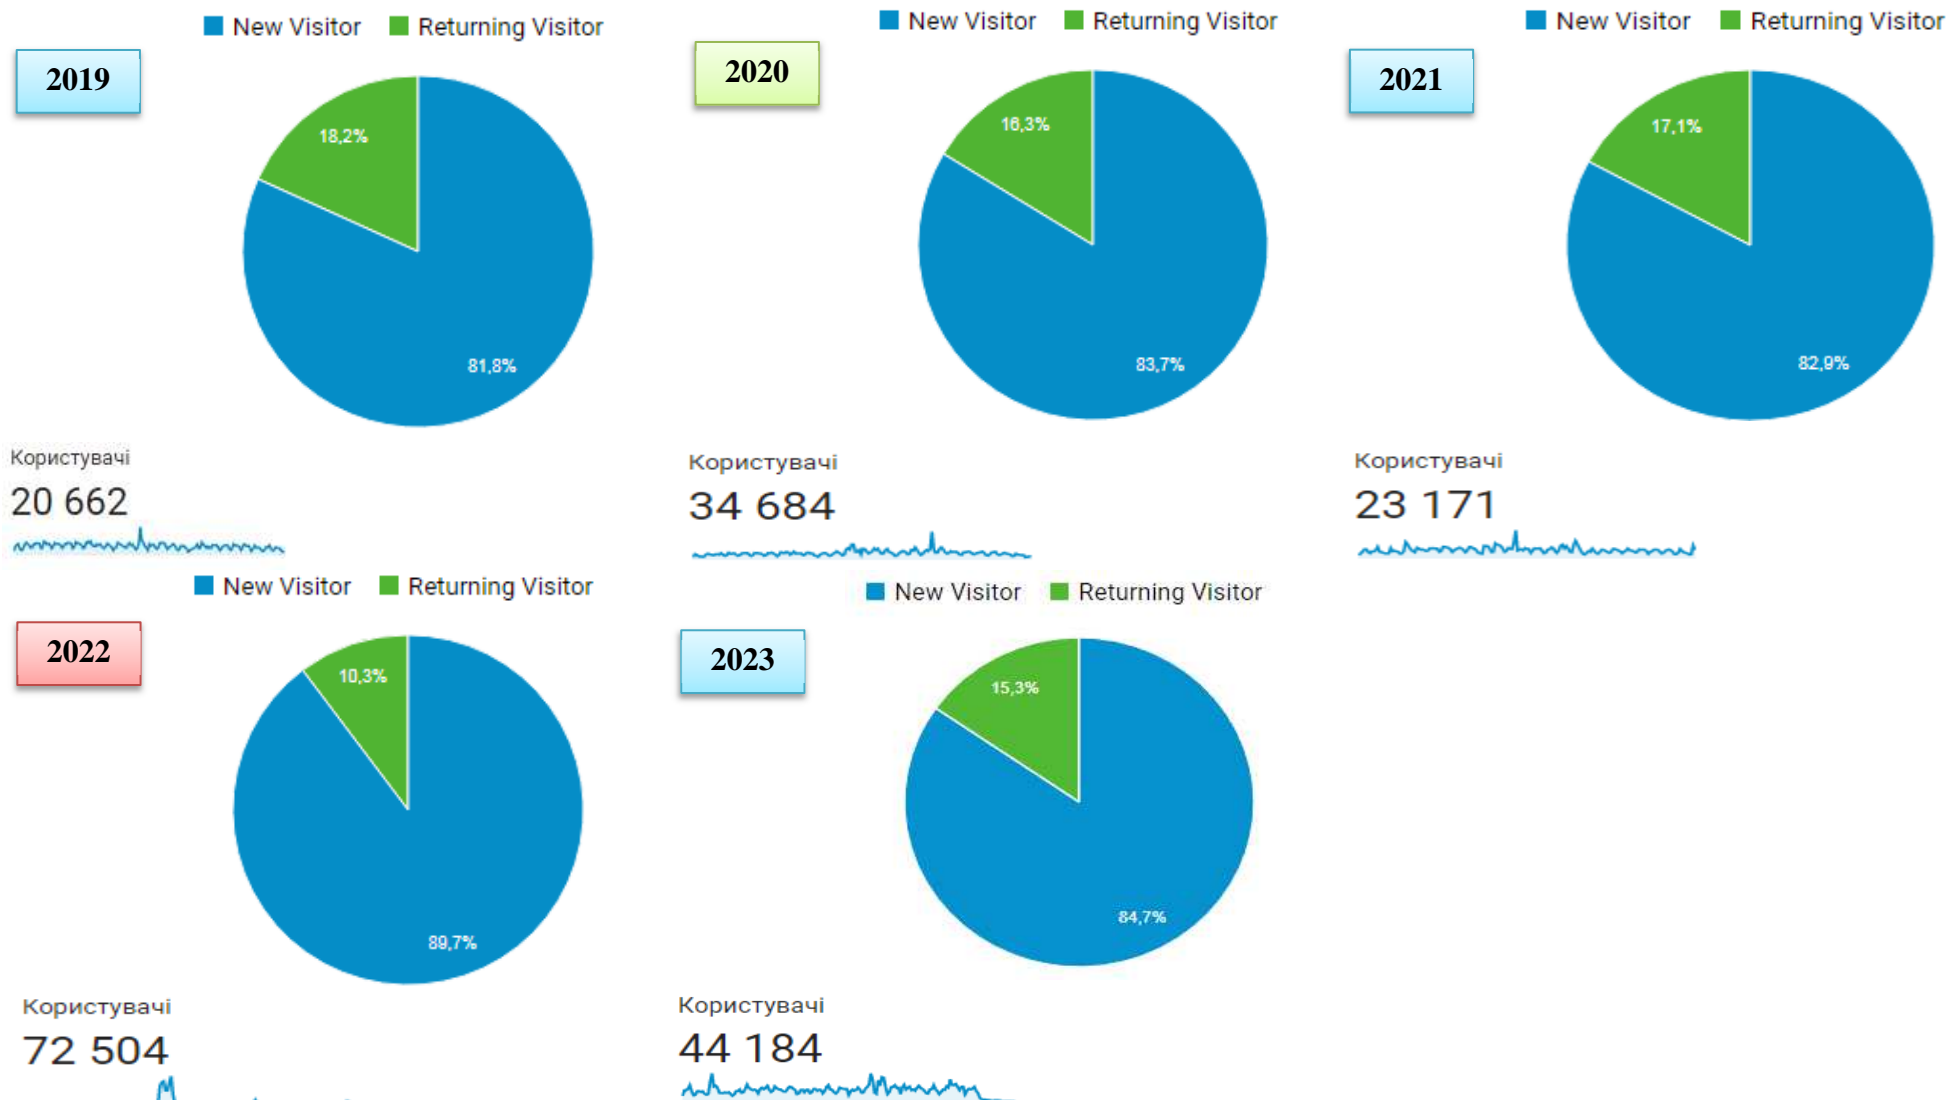 New Visitor Returning Visitor
2019
18,2%
81,8%
Користувачі
20 662
New Visitor Returning Visitor
2020
16,3%
83,7%
Користувачі
34 684
New Visitor Returning Visitor
2021
17,1%
82,9%
Користувачі
23 171
New Visitor Returning Visitor
2022
10,3%
89,7%
Користувачі
72 504
New Visitor Returning Visitor
2023
15,3%
84,7%
Користувачі
44 184